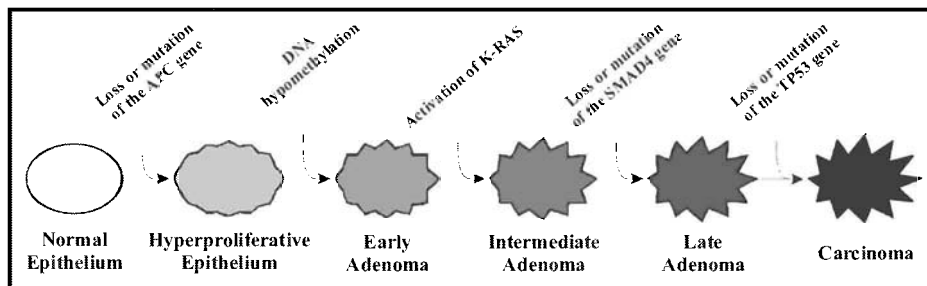 Loss or mutation
of the APC gene
DNA
hypomethylation
Activation of K-RAS
Loss or mutation
of the SMAD4 gene
Loss or mutation
of the TP53 gene
Normal
Epithelium
Hyperproliferative
Epithelium
Early
Adenoma
Intermediate
Adenoma
Late
Adenoma
Carcinoma